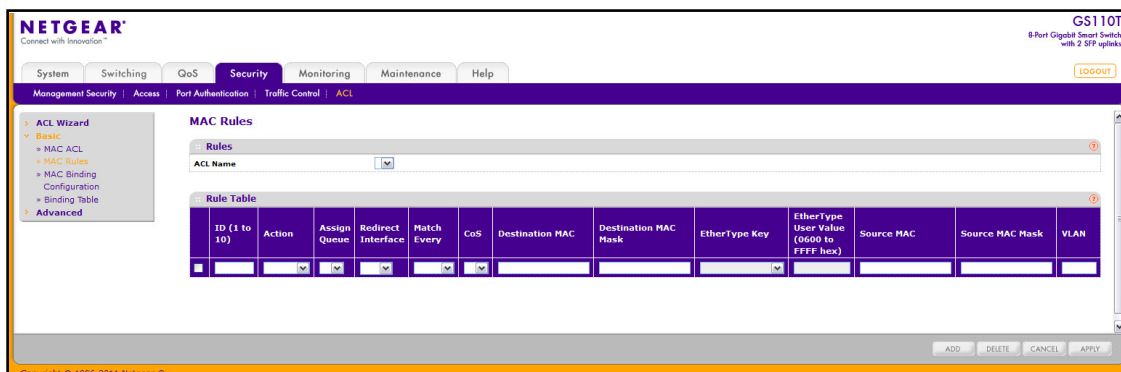 NETGEAR®
Connect with Innovation™
GS110T
8-Port Gigabit Smart Switch
with 2 SFP uplinks
System Switching QoS Security Monitoring Maintenance Help
LOGOUT
Management Security | Access | Port Authentication | Traffic Control | ACL
ACL Wizard
Basic
» MAC ACL
» MAC Rules
» MAC Binding
Configuration
» Binding Table
Advanced
MAC Rules
Rules
ACL Name
Rule Table
ID (1 to
10)
Action
Assign
Queue
Redirect
Interface
Match
Every
CoS
Destination MAC
Destination MAC
Mask
EtherType Key
EtherType
User Value
(0600 to
FFFF hex)
Source MAC
Source MAC Mask
VLAN
ADD DELETE CANCEL APPLY